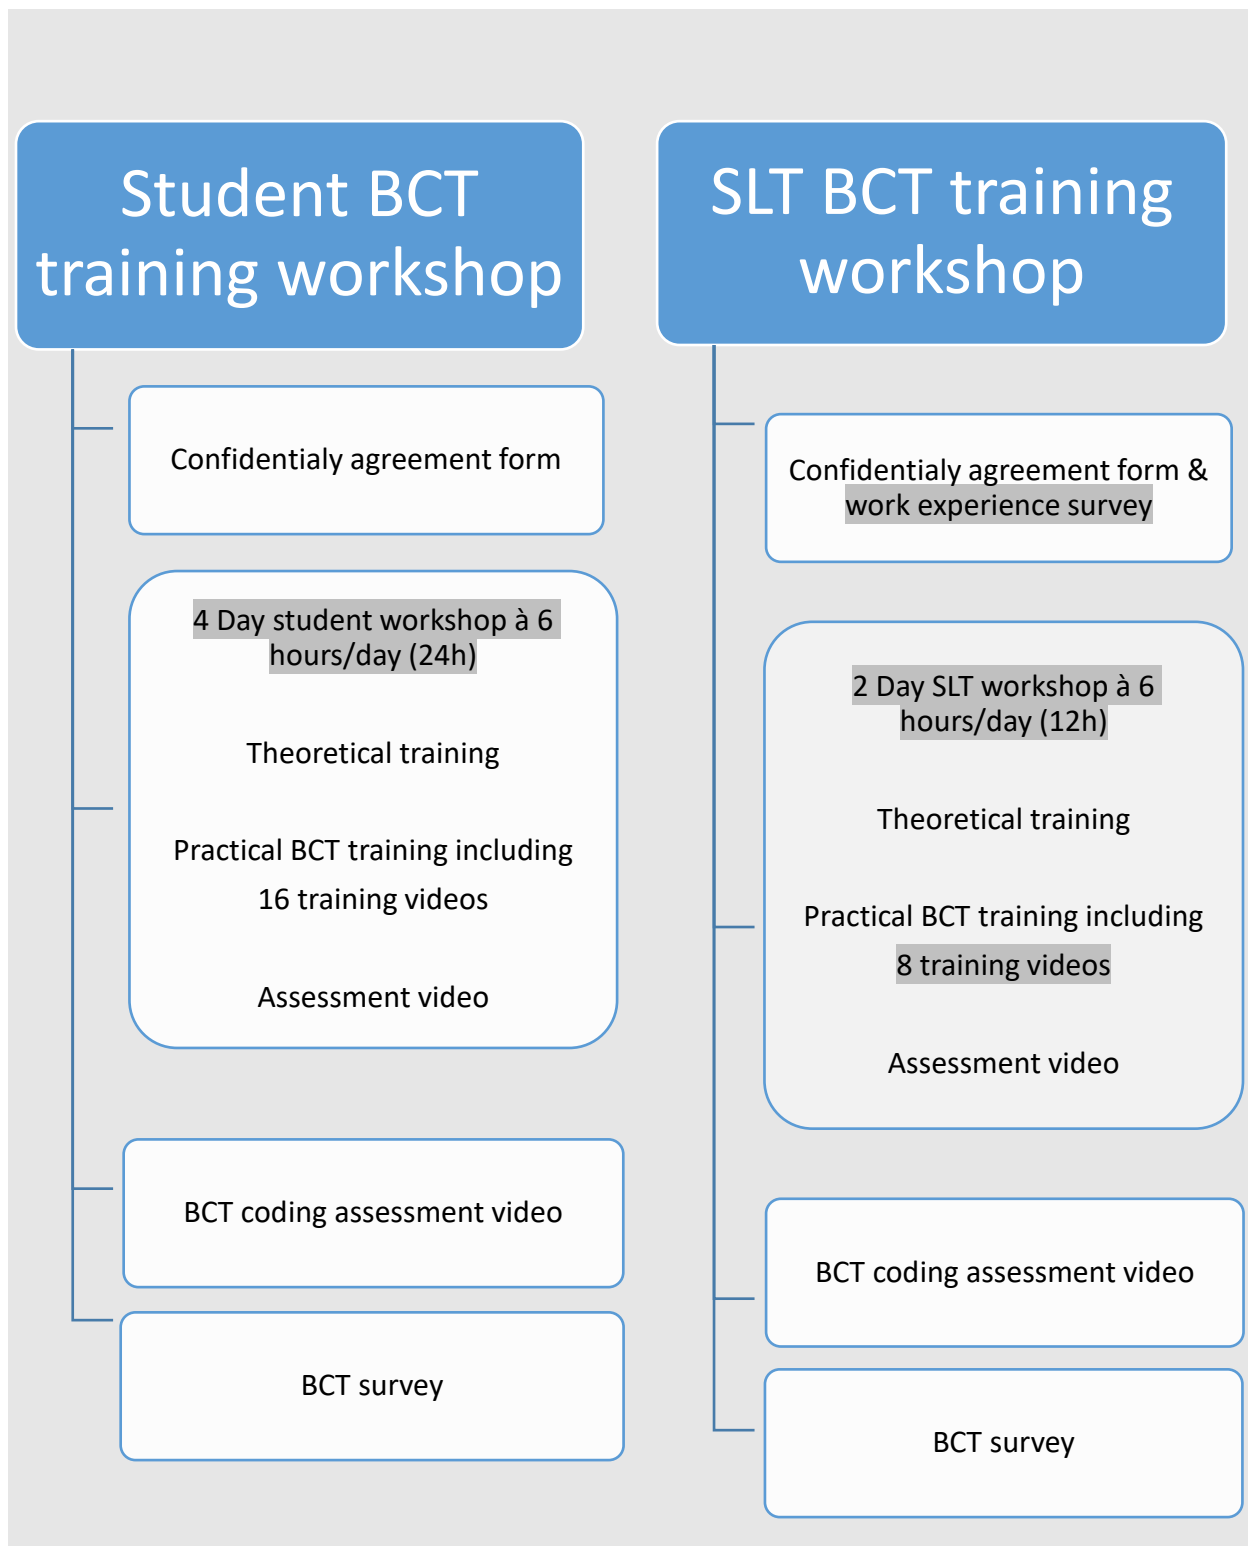 Student BCT
training workshop
Confidentialy agreement form
4 Day student workshop à 6
hours/day (24h)
Theoretical training
Practical BCT training including
16 training videos
Assessment video
BCT coding assessment video
BCT survey
SLT BCT training
workshop
Confidentialy agreement form &
work experience survey
2 Day SLT workshop à 6
hours/day (12h)
Theoretical training
Practical BCT training including
8 training videos
Assessment video
BCT coding assessment video
BCT survey